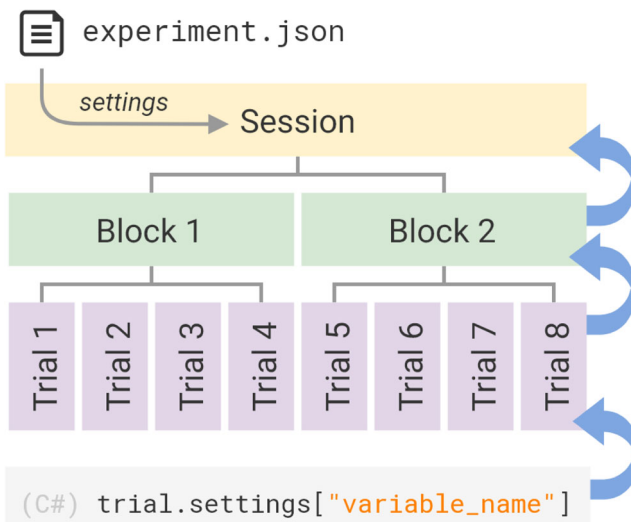 experiment.json
settings
Session
Block 1
Block 2
Trial 1
Trial 2
Trial 3
Trial 4
Trial 5
Trial 6
Trial 7
Trial 8
(C#) trial.settings["variable_name"]